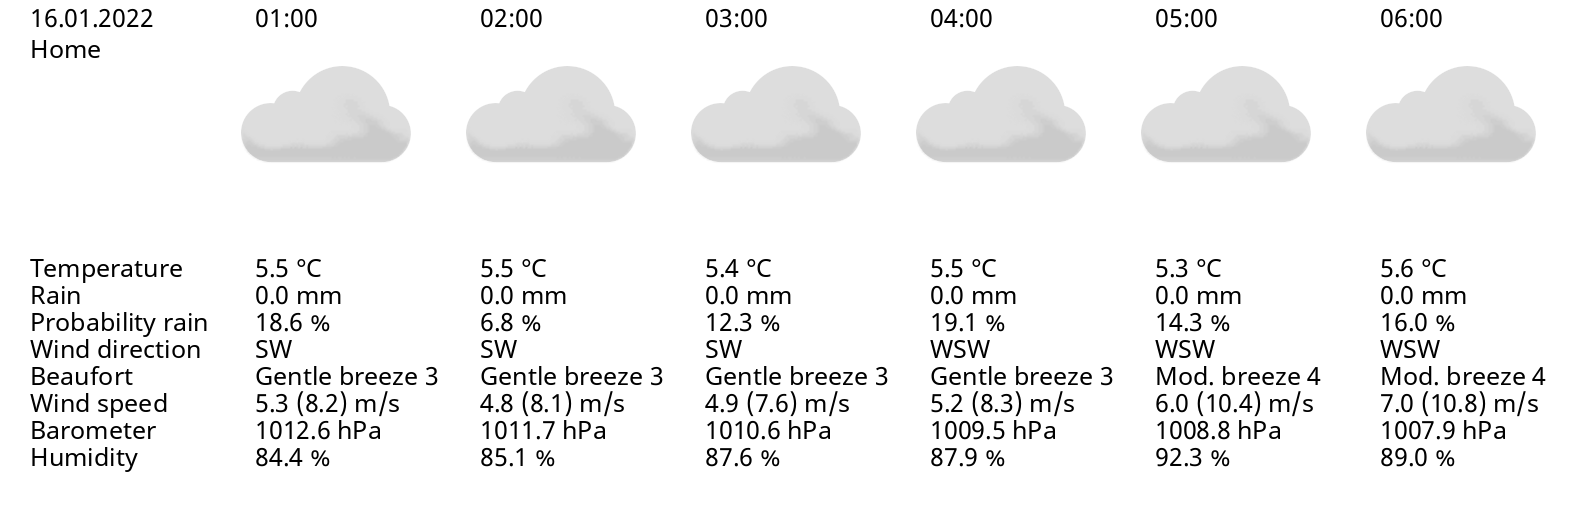 16.01.2022 01:00 02:00 03:00 04:00 05:00 06:00
Home
Temperature 5.5 °C 5.5 °C 5.4 °C 5.5 °C 5.3 °C 5.6 °C
Rain 0.0 mm 0.0 mm 0.0 mm 0.0 mm 0.0 mm 0.0 mm
Probability rain 18.6 % 6.8 % 12.3 % 19.1 % 14.3 % 16.0 %
Wind direction SW SW SW WSW WSW WSW
Beaufort Gentle breeze 3 Gentle breeze 3 Gentle breeze 3 Gentle breeze 3 Mod. breeze 4 Mod. breeze 4
Wind speed 5.3 (8.2) m/s 4.8 (8.1) m/s 4.9 (7.6) m/s 5.2 (8.3) m/s 6.0 (10.4) m/s 7.0 (10.8) m/s
Barometer 1012.6 hPa 1011.7 hPa 1010.6 hPa 1009.5 hPa 1008.8 hPa 1007.9 hPa
Humidity 84.4 % 85.1 % 87.6 % 87.9 % 92.3 % 89.0 %